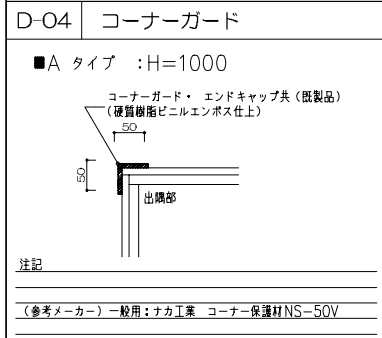 D-04 コーナーガード
■A タイプ :H=1000
コーナーガード・ エンドキャップ共(既製品)
(硬質樹脂ビニルエンボス仕上)
50
50
出隅部
注記
(参考メーカー)一般用:ナカ工業 コーナー保護材NS-50V